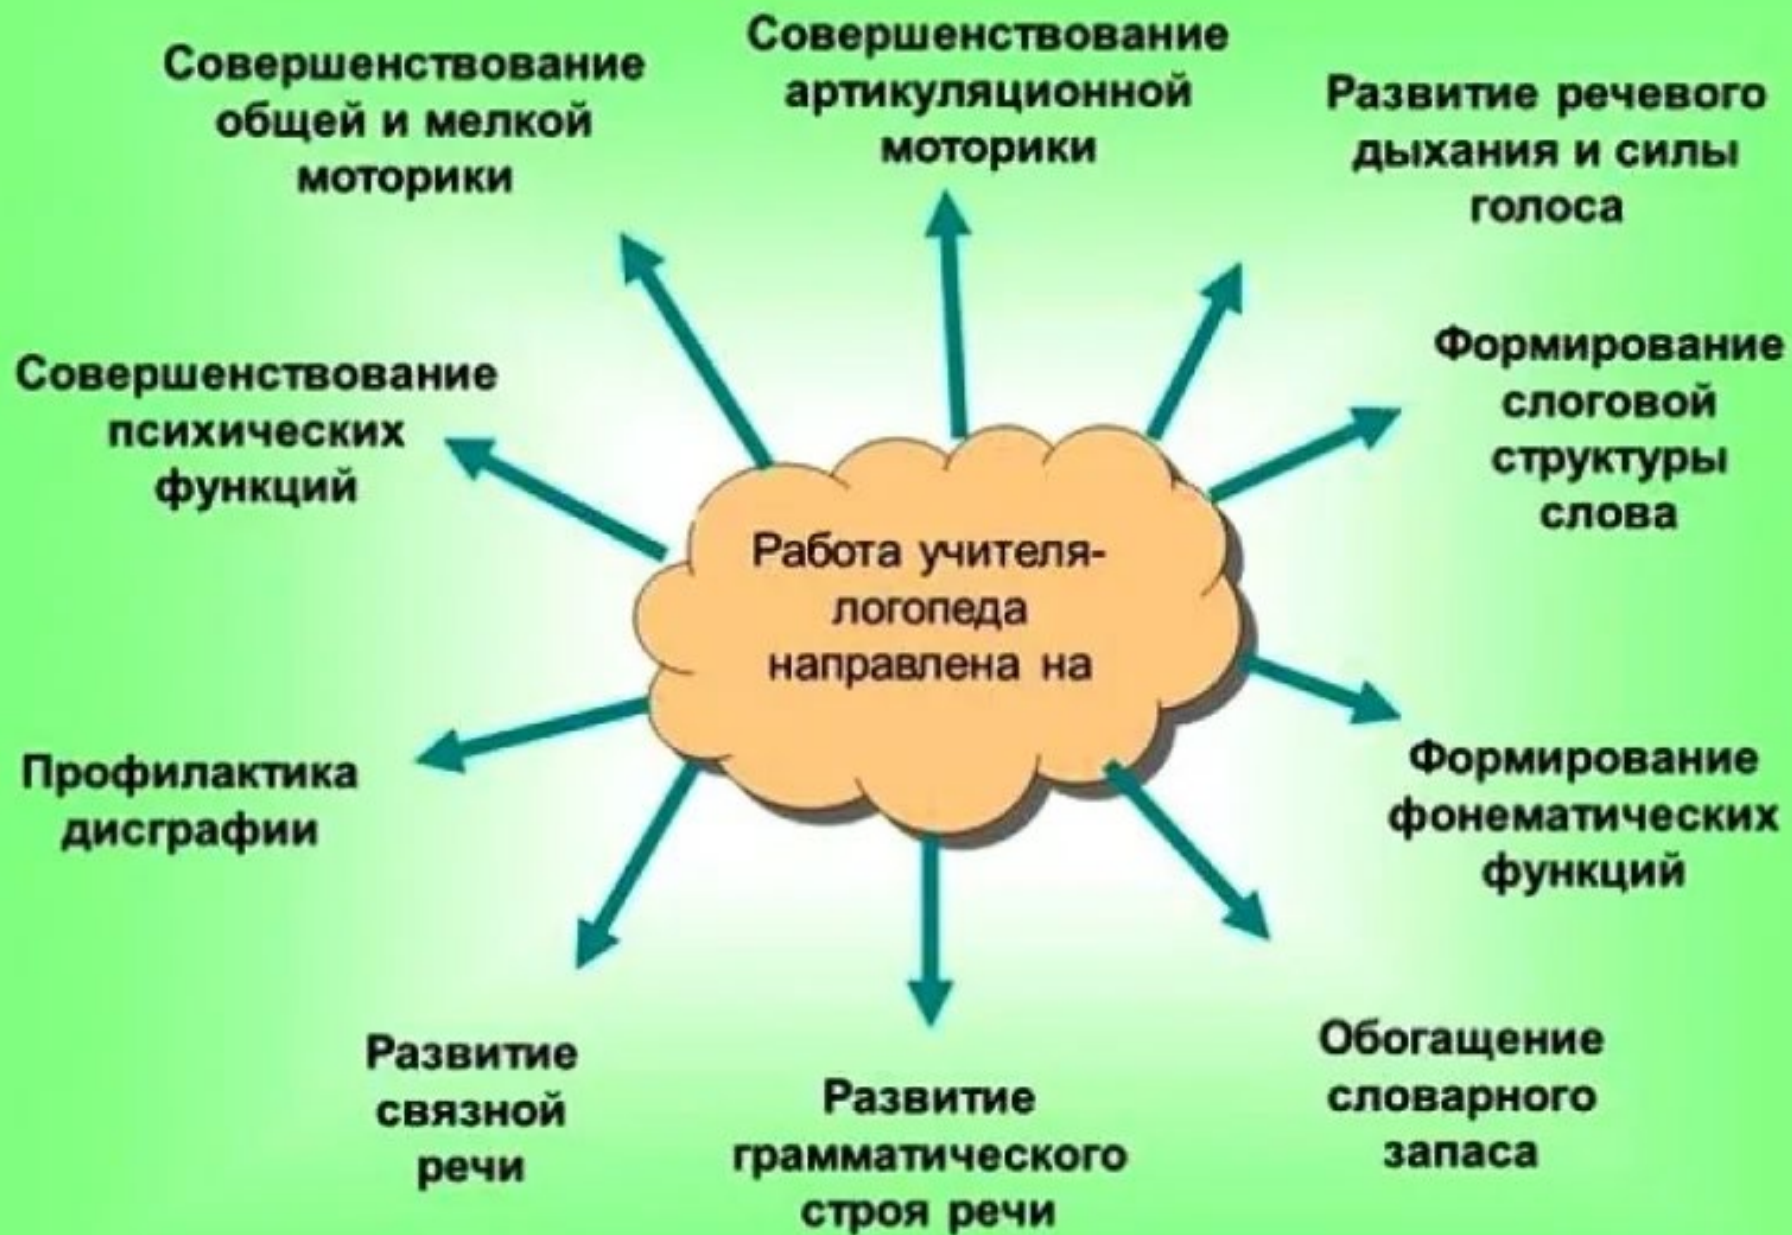 Совершенствование
общей и мелкой
моторики
Совершенствование
артикуляционной
моторики
Развитие речевого
дыхания и силы
голоса
Совершенствование
психических
функций
Формирование
слоговой
структуры
слова
Работа учителя-
логопеда
направлена на
Профилактика
дисграфии
Формирование
фонематических
функций
Развитие
связной
речи
Развитие
грамматического
строя речи
Обогащение
словарного
запаса